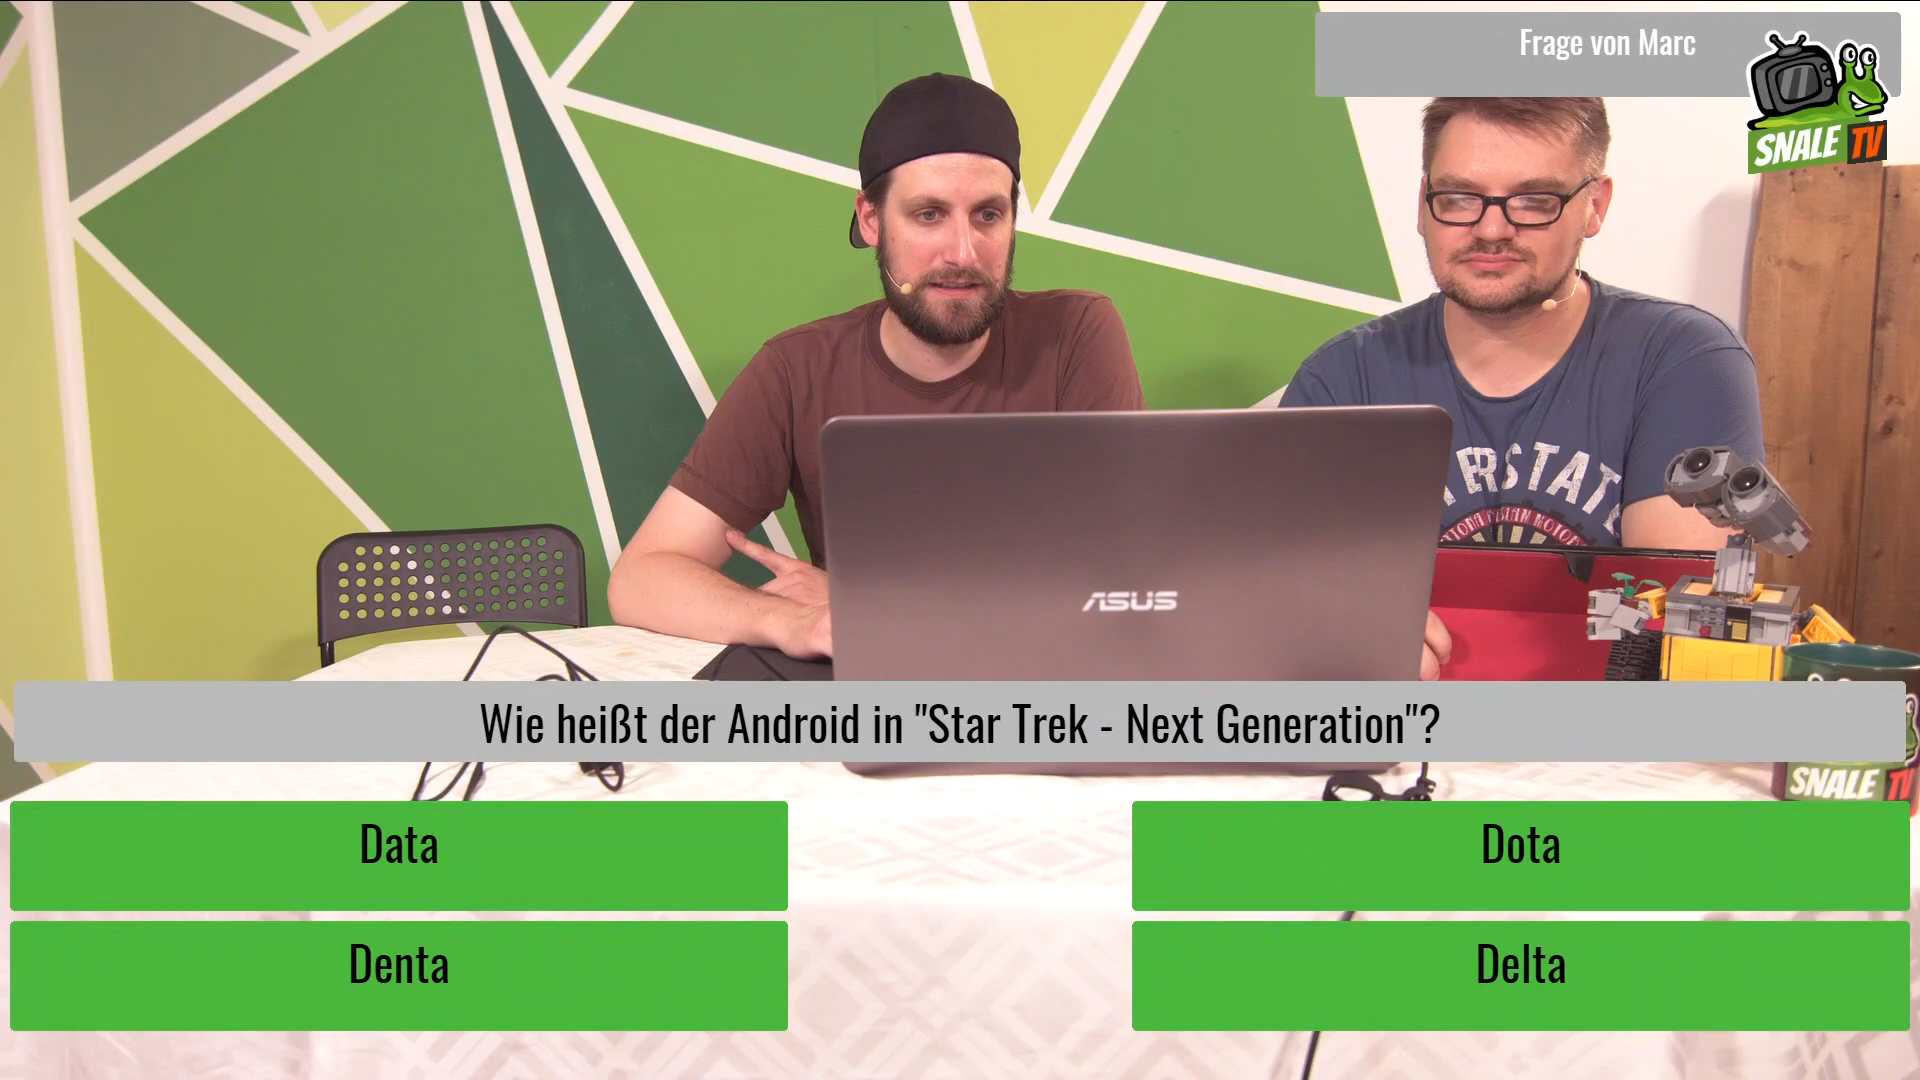 Frage von Marc
SNALE TV
ASUS
Wie heißt der Android in "Star Trek - Next Generation"?
SNALE TV
Data
Dota
Denta
Delta